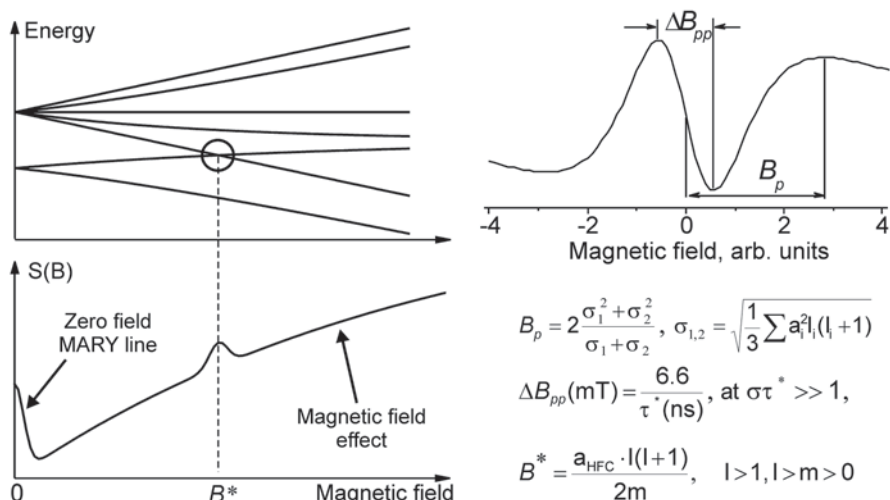 Energy
S(B)
Zero field
MARY line
Magnetic field
effect
0
B*
Magnetic field
ΔB_pp
B_p
-4 -2 0 2 4
Magnetic field, arb. units
B_p = 2 (σ_1^2 + σ_2^2)/(σ_1 + σ_2), σ_{1,2} = √(1/3 ∑ a_i^2 I_i(I_i + 1))
ΔB_pp(mT) = 6.6/τ*(ns), at στ* >> 1,
B* = a_HFC · I(I+1)/2m, I > 1, I > m > 0